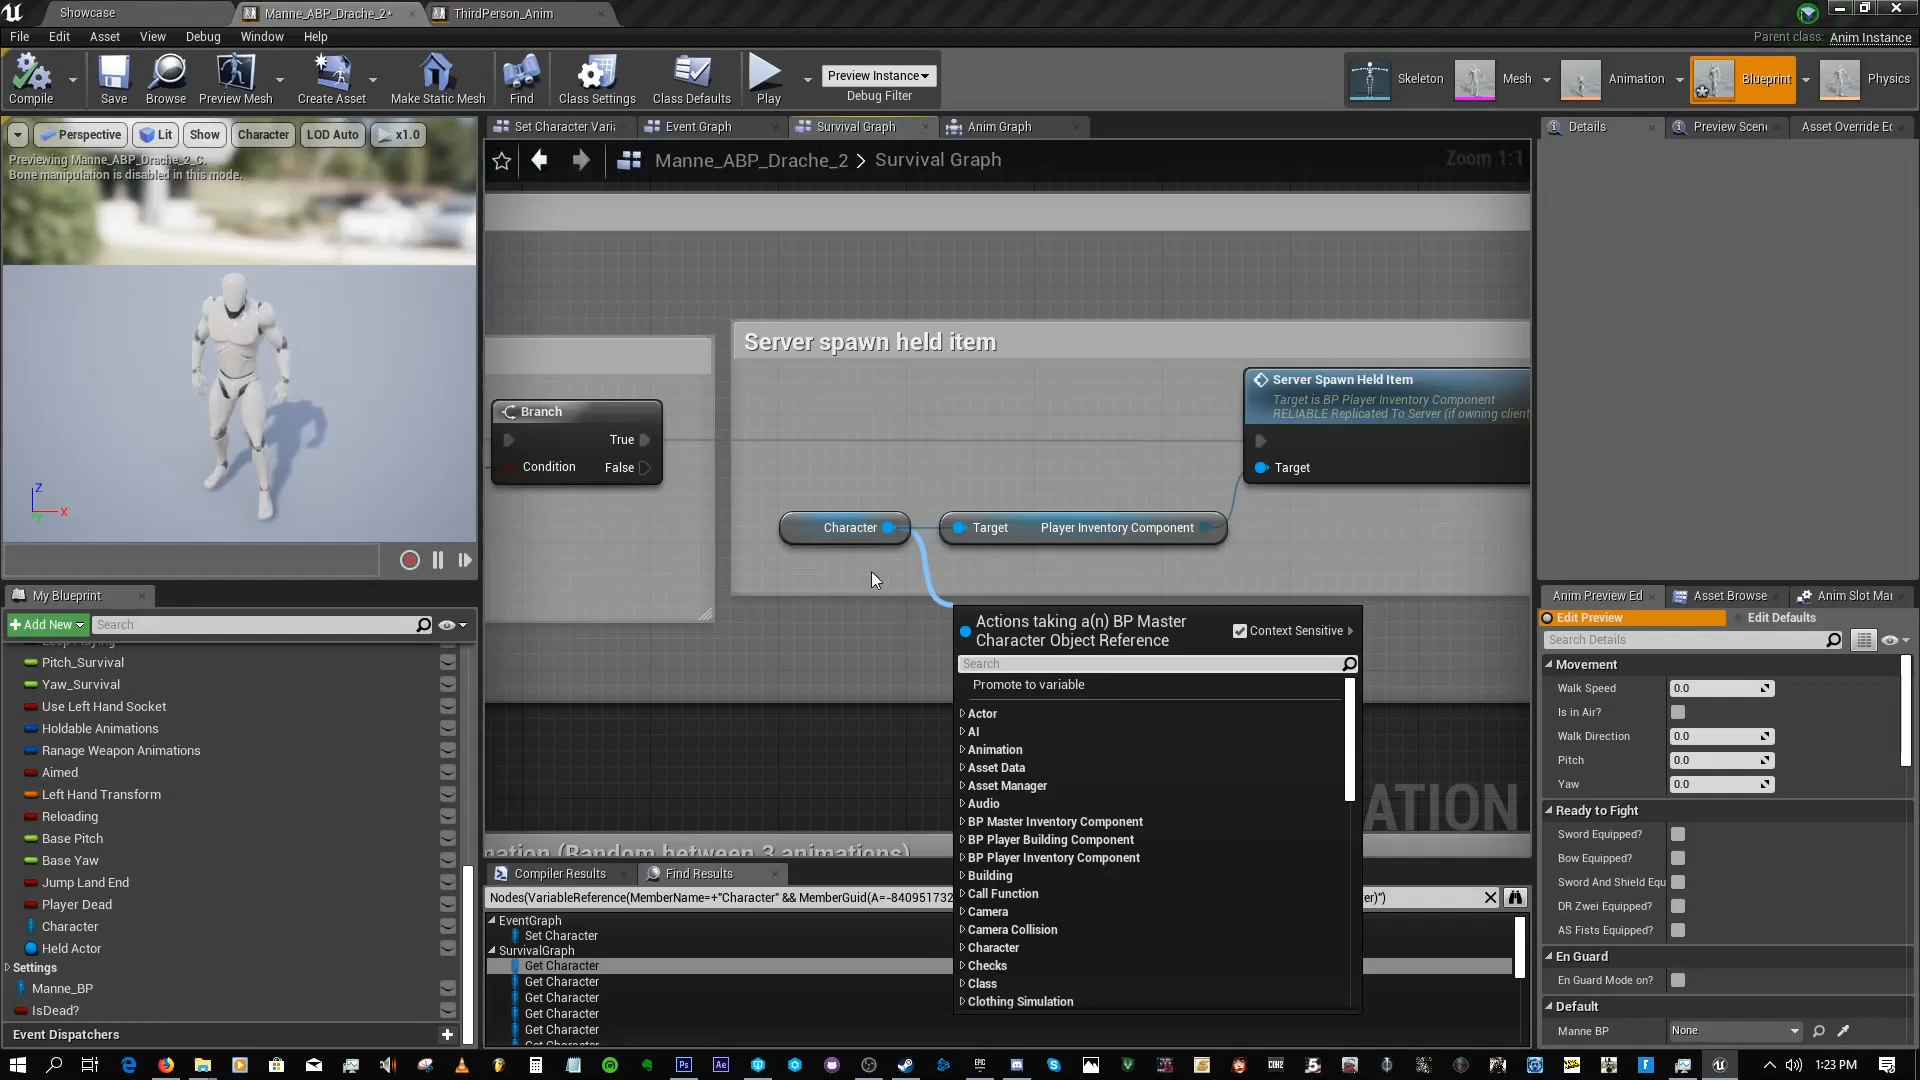 Showcase
Manne_ABP_Drache_2*
ThirdPerson_Anim
File Edit Asset View Debug Window Help
Parent class: Anim Instance
Compile
Save
Browse
Preview Mesh
Create Asset
Make Static Mesh
Find
Class Settings
Class Defaults
Play
Preview Instance
Debug Filter
Skeleton
Mesh
Animation
Blueprint
Physics
Perspective
Lit
Show
Character
LOD Auto
x1.0
Previewing Manne_ABP_Drache_2_C.
Bone manipulation is disabled in this mode.
Z
X
Set Character Vari
Event Graph
Survival Graph
Anim Graph
Manne_ABP_Drache_2 > Survival Graph
Zoom 1:1
Server spawn held item
Branch
True
Condition
False
Character
Target
Player Inventory Component
Server Spawn Held Item
Target is BP Player Inventory Component
RELIABLE Replicated To Server (if owning client
Target
Actions taking a(n) BP Master
Character Object Reference
Context Sensitive
Search
Promote to variable
Actor
AI
Animation
Asset Data
Asset Manager
Audio
BP Master Inventory Component
BP Player Building Component
BP Player Inventory Component
Building
Call Function
Camera
Camera Collision
Character
Checks
Class
Clothing Simulation
ATION
mation (Random between 3 animations)
My Blueprint
Add New
Search
Pitch_Survival
Yaw_Survival
Use Left Hand Socket
Holdable Animations
Ranage Weapon Animations
Aimed
Left Hand Transform
Reloading
Base Pitch
Base Yaw
Jump Land End
Player Dead
Character
Held Actor
Settings
Manne_BP
IsDead?
Event Dispatchers
Compiler Results
Find Results
Nodes(VariableReference(MemberName=+"Character" && MemberGuid(A=-840951732
er)")
EventGraph
Set Character
SurvivalGraph
Get Character
Get Character
Get Character
Get Character
Get Character
Details
Preview Scene
Asset Override Ec
Anim Preview Ed
Asset Browse
Anim Slot Mar
Edit Preview
Edit Defaults
Search Details
Movement
Walk Speed 0.0
Is in Air?
Walk Direction 0.0
Pitch 0.0
Yaw 0.0
Ready to Fight
Sword Equipped?
Bow Equipped?
Sword And Shield Equ
DR Zwei Equipped?
AS Fists Equipped?
En Guard
En Guard Mode on?
Default
Manne BP None
1:23 PM